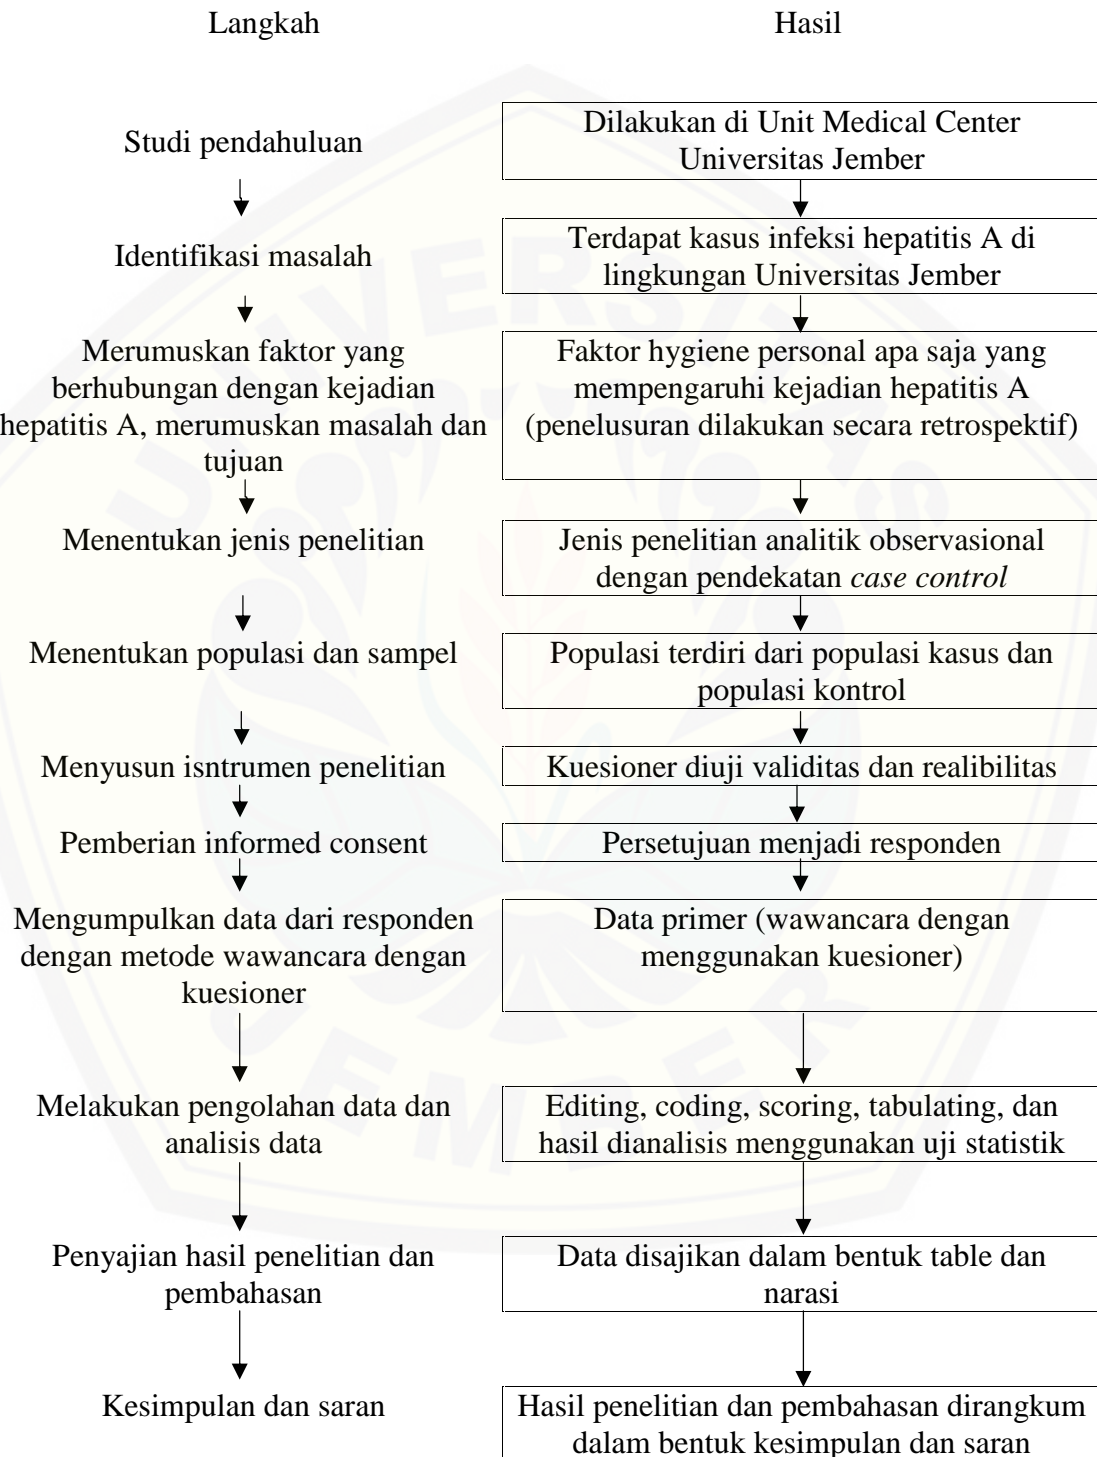 Langkah
Hasil
Studi pendahuluan
Dilakukan di Unit Medical Center
Universitas Jember
Identifikasi masalah
Terdapat kasus infeksi hepatitis A di
lingkungan Universitas Jember
Merumuskan faktor yang
berhubungan dengan kejadian
hepatitis A, merumuskan masalah dan
tujuan
Faktor hygiene personal apa saja yang
mempengaruhi kejadian hepatitis A
(penelusuran dilakukan secara retrospektif)
Menentukan jenis penelitian
Jenis penelitian analitik observasional
dengan pendekatan case control
Menentukan populasi dan sampel
Populasi terdiri dari populasi kasus dan
populasi kontrol
Menyusun isntrumen penelitian
Kuesioner diuji validitas dan realibilitas
Pemberian informed consent
Persetujuan menjadi responden
Mengumpulkan data dari responden
dengan metode wawancara dengan
kuesioner
Data primer (wawancara dengan
menggunakan kuesioner)
Melakukan pengolahan data dan
analisis data
Editing, coding, scoring, tabulating, dan
hasil dianalisis menggunakan uji statistik
Penyajian hasil penelitian dan
pembahasan
Data disajikan dalam bentuk table dan
narasi
Kesimpulan dan saran
Hasil penelitian dan pembahasan dirangkum
dalam bentuk kesimpulan dan saran
UNIVERSITAS
JEMBER